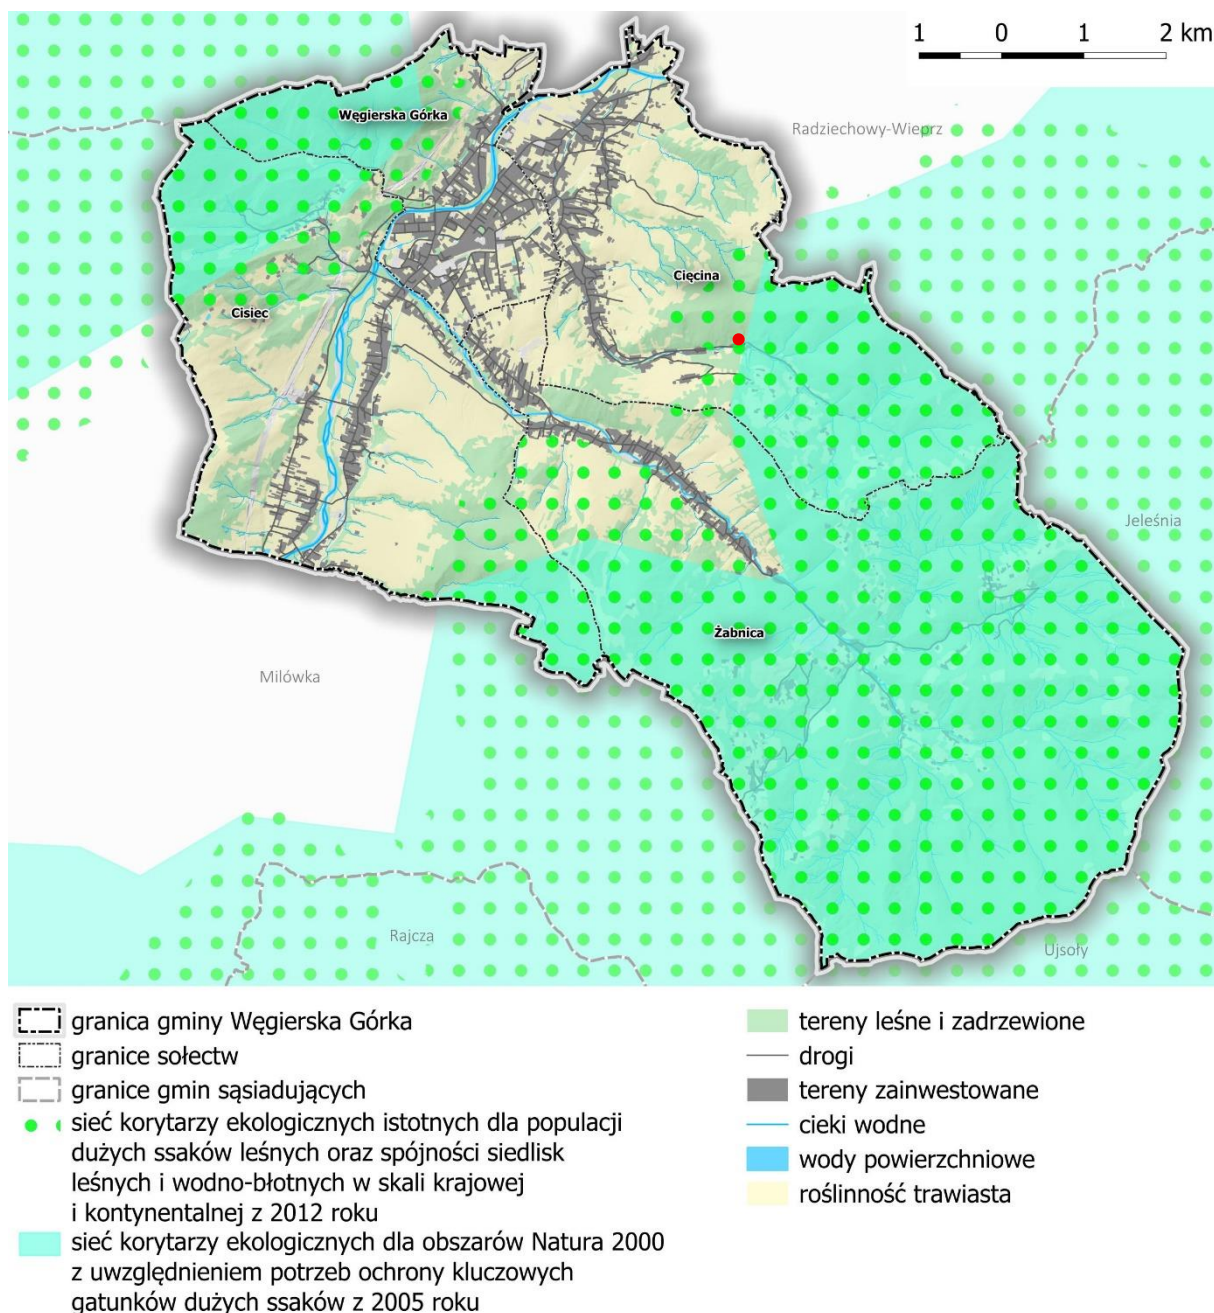 1 0 1 2 km
Węgierska Górka
Radziechowy-Wieprz
Cięcina
Cisiec
Jeleśnia
Żabnica
Milówka
Rajcza
Ujsoły
granica gminy Węgierska Górka
granice sołectw
granice gmin sąsiadujących
sieć korytarzy ekologicznych istotnych dla populacji
dużych ssaków leśnych oraz spójności siedlisk
leśnych i wodno-błotnych w skali krajowej
i kontynentalnej z 2012 roku
sieć korytarzy ekologicznych dla obszarów Natura 2000
z uwzględnieniem potrzeb ochrony kluczowych
gatunków dużych ssaków z 2005 roku
tereny leśne i zadrzewione
drogi
tereny zainwestowane
cieki wodne
wody powierzchniowe
roślinność trawiasta